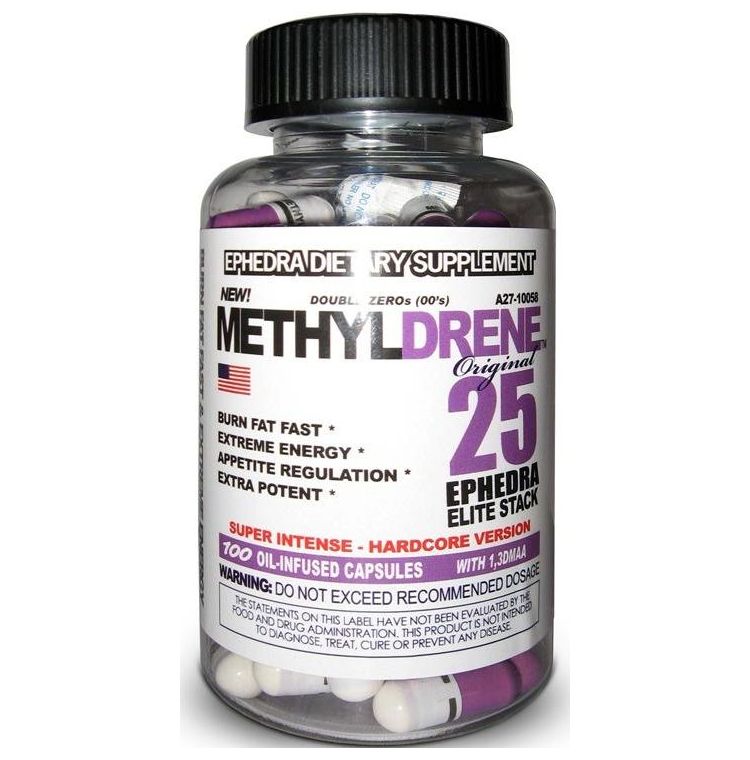 EPHEDRA DIETARY SUPPLEMENT
NEW!
DOUBLE ZEROs (00's)
A27-10058
METHYLDRENE
Original
25
EPHEDRA
ELITE STACK
BURN FAT FAST *
EXTREME ENERGY *
APPETITE REGULATION *
EXTRA POTENT *
SUPER INTENSE - HARDCORE VERSION
100 OIL-INFUSED CAPSULES WITH 1,3DMAA
WARNING: DO NOT EXCEED RECOMMENDED DOSAGE
THE STATEMENTS ON THIS LABEL HAVE NOT BEEN EVALUATED BY THE
FOOD AND DRUG ADMINISTRATION. THIS PRODUCT IS NOT INTENDED
TO DIAGNOSE, TREAT, CURE OR PREVENT ANY DISEASE.